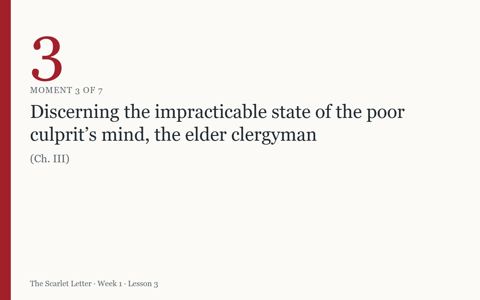 3
MOMENT 3 OF 7
Discerning the impracticable state of the poor
culprit’s mind, the elder clergyman
(Ch. III)
The Scarlet Letter · Week 1 · Lesson 3